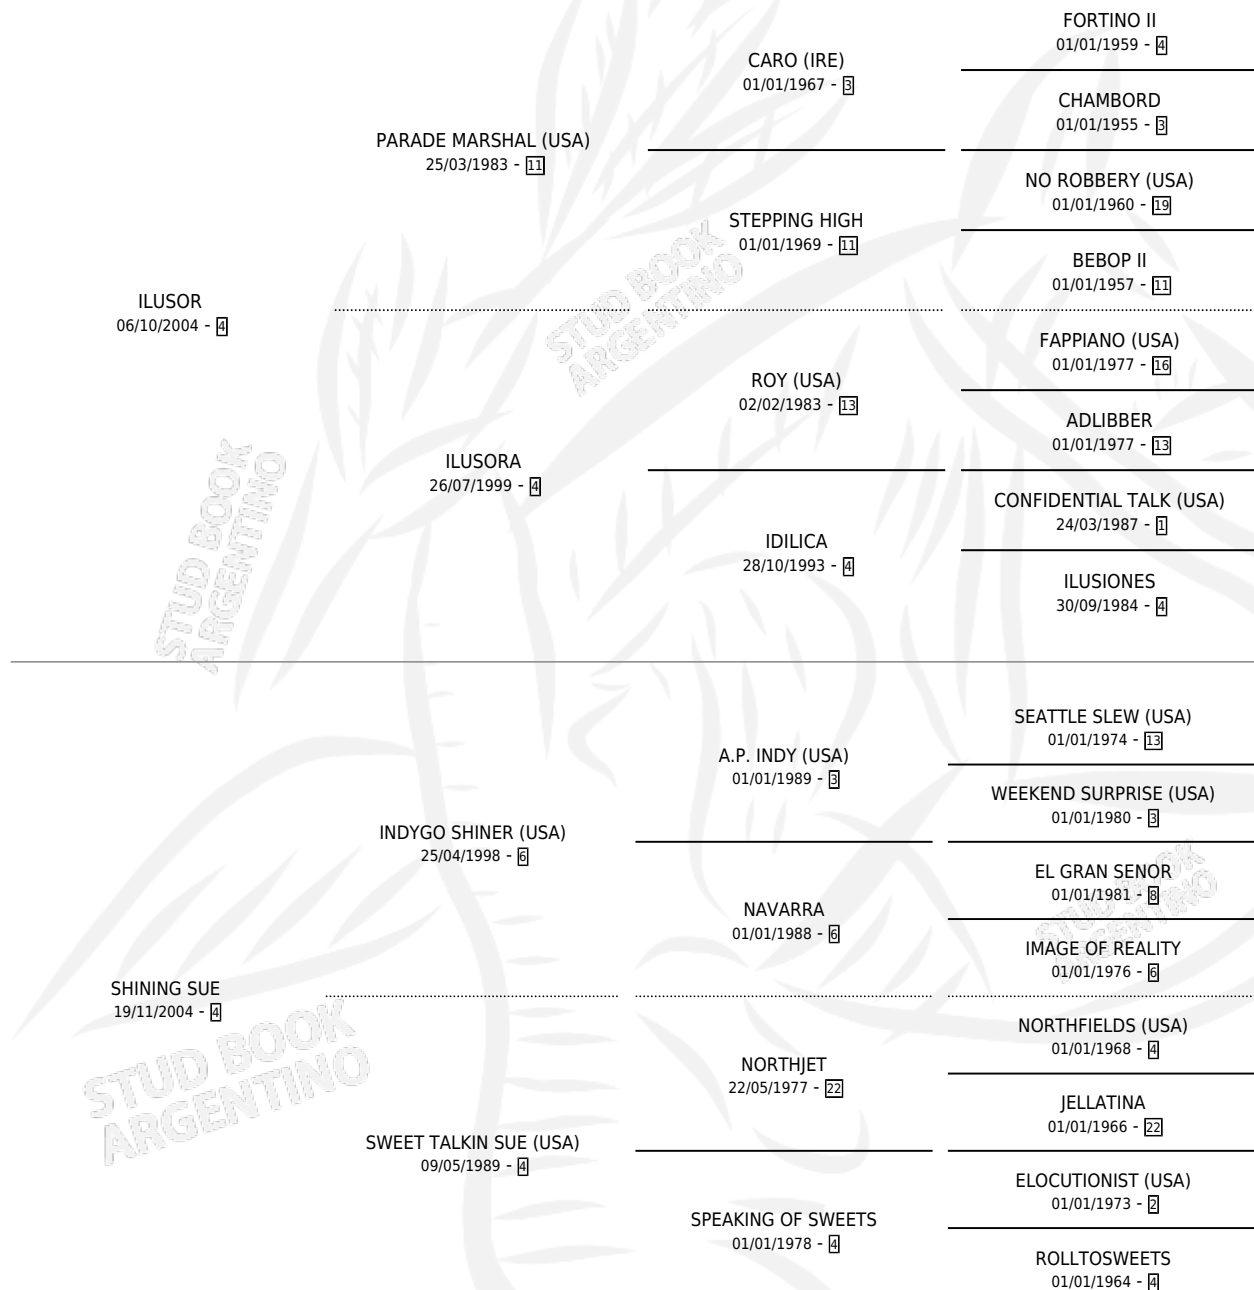 FORTINO II
01/01/1959 - 4
CARO (IRE)
01/01/1967 - 3
CHAMBORD
01/01/1955 - 3
PARADE MARSHAL (USA)
25/03/1983 - 11
NO ROBBERY (USA)
01/01/1960 - 19
STEPPING HIGH
01/01/1969 - 11
BEBOP II
01/01/1957 - 11
ILUSOR
06/10/2004 - 4
FAPPIANO (USA)
01/01/1977 - 16
ROY (USA)
02/02/1983 - 13
ADLIBBER
01/01/1977 - 13
ILUSORA
26/07/1999 - 4
CONFIDENTIAL TALK (USA)
24/03/1987 - 1
IDILICA
28/10/1993 - 4
ILUSIONES
30/09/1984 - 4
STUD BOOK
ARGENTINO
STUD BOOK
ARGENTINO
SEATTLE SLEW (USA)
01/01/1974 - 13
A.P. INDY (USA)
01/01/1989 - 3
WEEKEND SURPRISE (USA)
01/01/1980 - 3
INDYGO SHINER (USA)
25/04/1998 - 6
EL GRAN SENOR
01/01/1981 - 8
NAVARRA
01/01/1988 - 6
IMAGE OF REALITY
01/01/1976 - 6
STUD BOOK
ARGENTINO
SHINING SUE
19/11/2004 - 4
NORTHFIELDS (USA)
01/01/1968 - 4
NORTHJET
22/05/1977 - 22
JELLATINA
01/01/1966 - 22
STUD BOOK
ARGENTINO
SWEET TALKIN SUE (USA)
09/05/1989 - 4
ELOCUTIONIST (USA)
01/01/1973 - 2
SPEAKING OF SWEETS
01/01/1978 - 4
ROLLTOSWEETS
01/01/1964 - 4